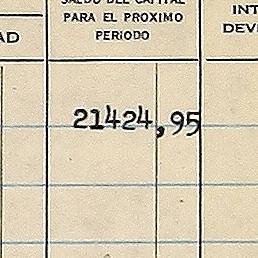 SALDO DEL CAPITAL
PARA EL PROXIMO
PERIODO
AD
INT
DEV
21424,95